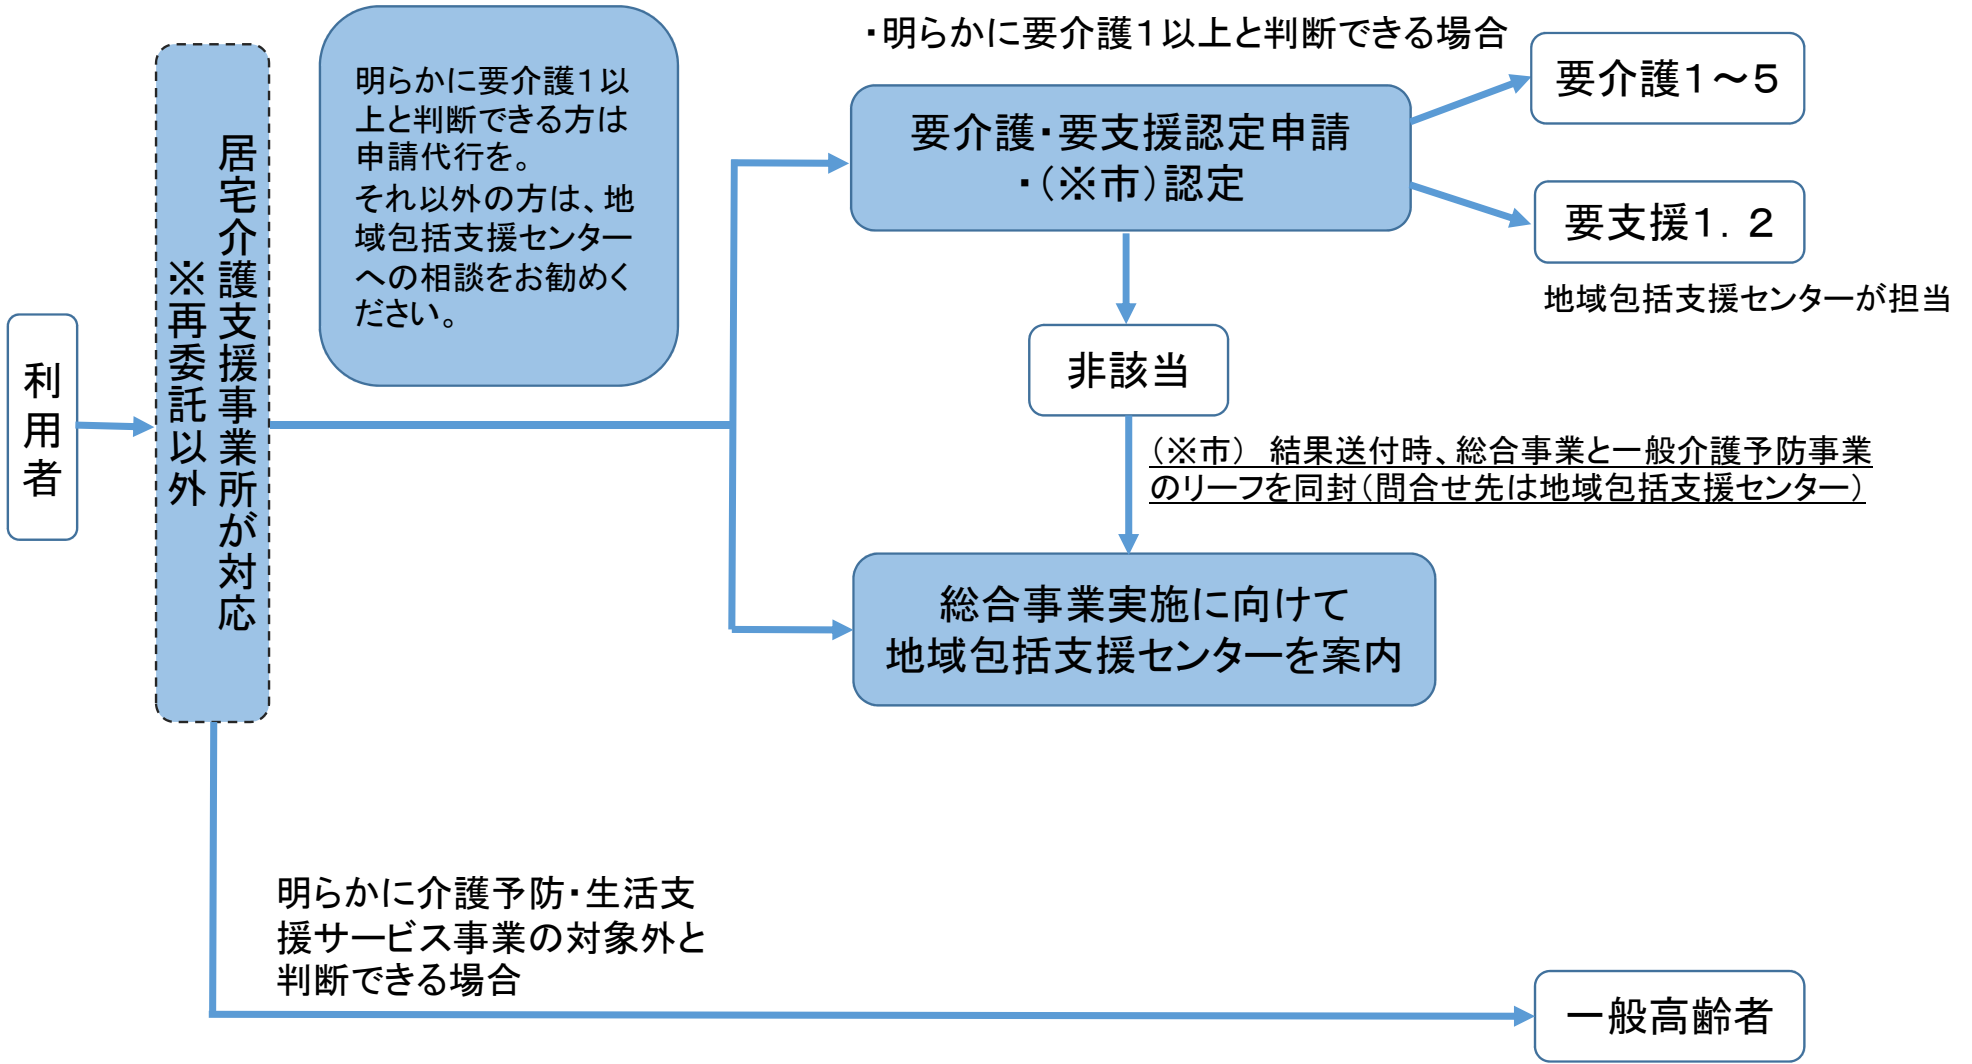 利用者
居宅介護支援事業所が対応
※再委託以外
明らかに要介護１以
上と判断できる方は
申請代行を。
それ以外の方は、地
域包括支援センター
への相談をお勧めく
ださい。
・明らかに要介護１以上と判断できる場合
要介護・要支援認定申請
・（※市）認定
要介護１～５
要支援１．２
地域包括支援センターが担当
非該当
（※市） 結果送付時、総合事業と一般介護予防事業
のリーフを同封（問合せ先は地域包括支援センター）
総合事業実施に向けて
地域包括支援センターを案内
明らかに介護予防・生活支
援サービス事業の対象外と
判断できる場合
一般高齢者